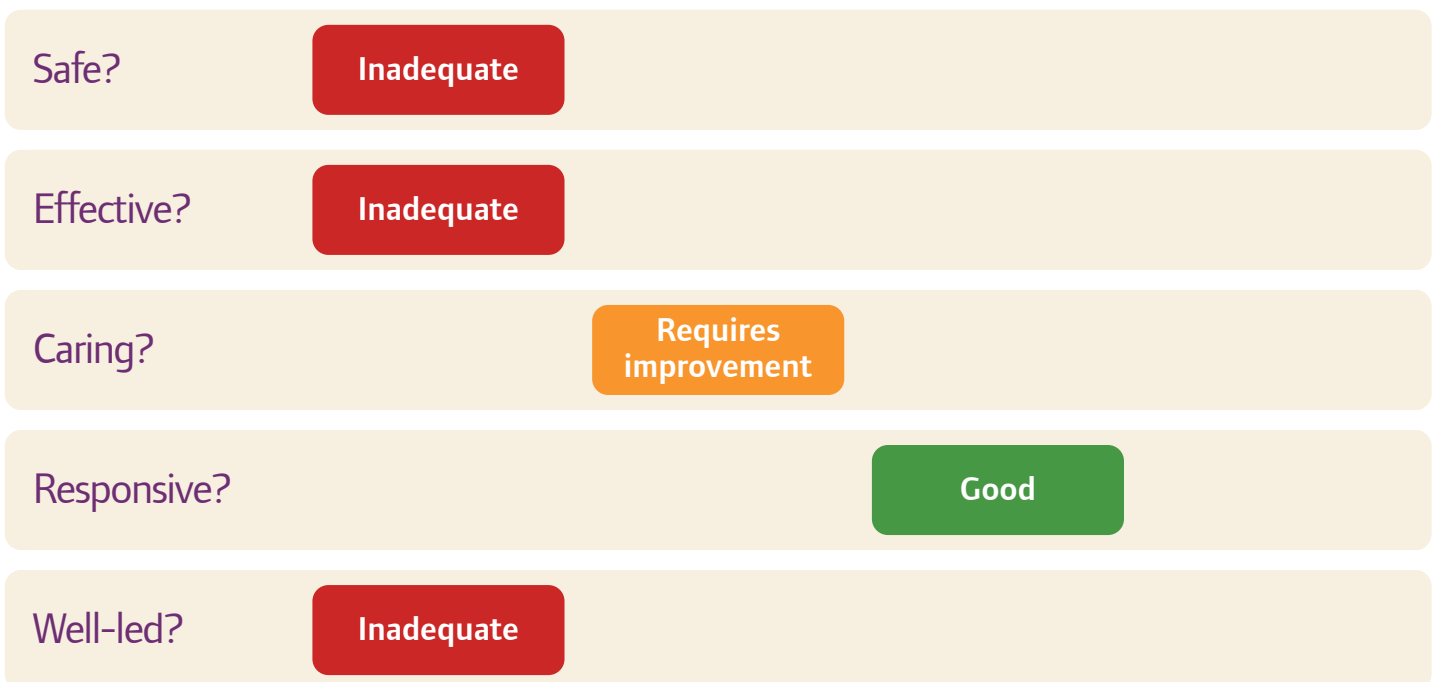 Safe? Inadequate
Effective? Inadequate
Caring? Requires
improvement
Responsive? Good
Well-led? Inadequate